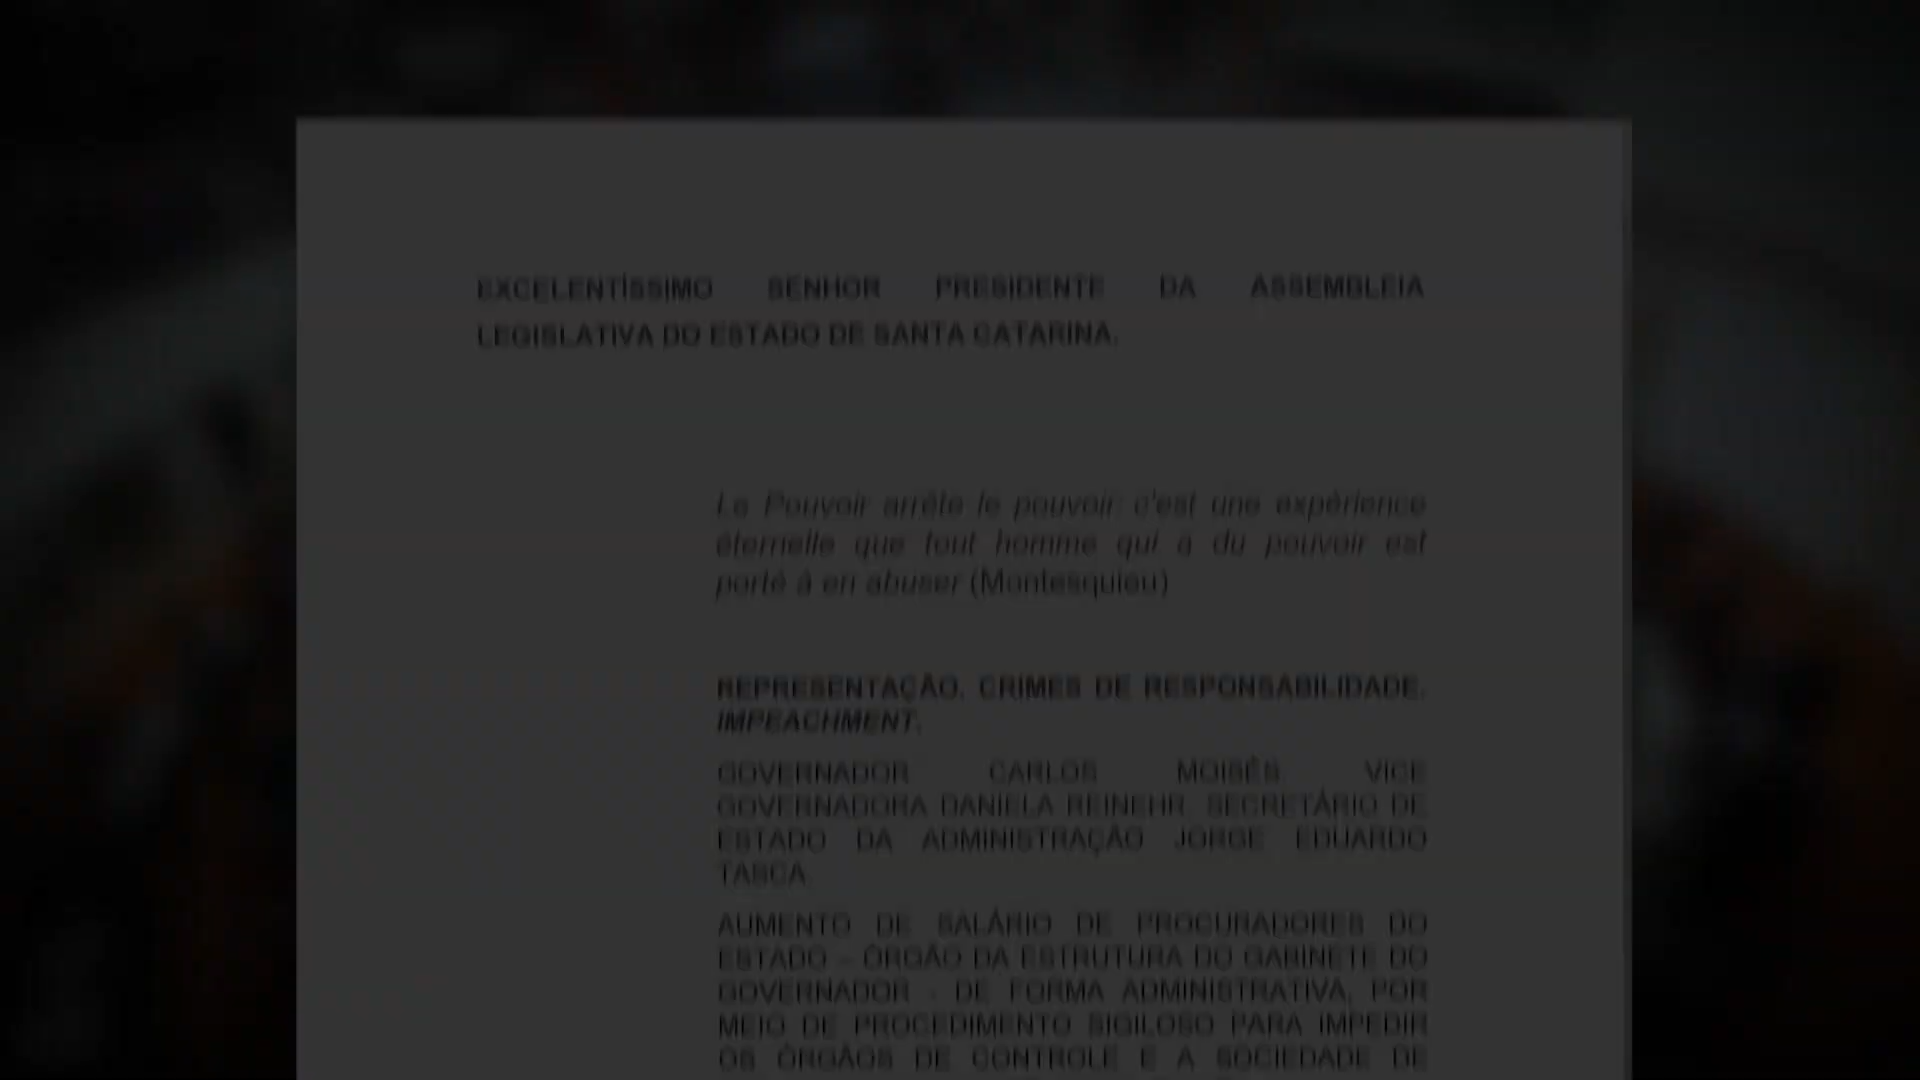 EXCELENTÍSSIMO SENHOR PRESIDENTE DA ASSEMBLEIA
LEGISLATIVA DO ESTADO DE SANTA CATARINA.
Le Pouvoir arrête le pouvoir: c'est une expérience
éternelle que tout homme qui a du pouvoir est
porté à en abuser (Montesquieu)
REPRESENTAÇÃO. CRIMES DE RESPONSABILIDADE.
IMPEACHMENT.
GOVERNADOR CARLOS MOISÉS VICE
GOVERNADORA DANIELA REINEHR. SECRETÁRIO DE
ESTADO DA ADMINISTRAÇÃO JORGE EDUARDO
TASCA
AUMENTO DE SALÁRIO DE PROCURADORES DO
ESTADO – ÓRGÃO DA ESTRUTURA DO GABINETE DO
GOVERNADOR - DE FORMA ADMINISTRATIVA, POR
MEIO DE PROCEDIMENTO SIGILOSO PARA IMPEDIR
OS ÓRGÃOS DE CONTROLE E A SOCIEDADE DE